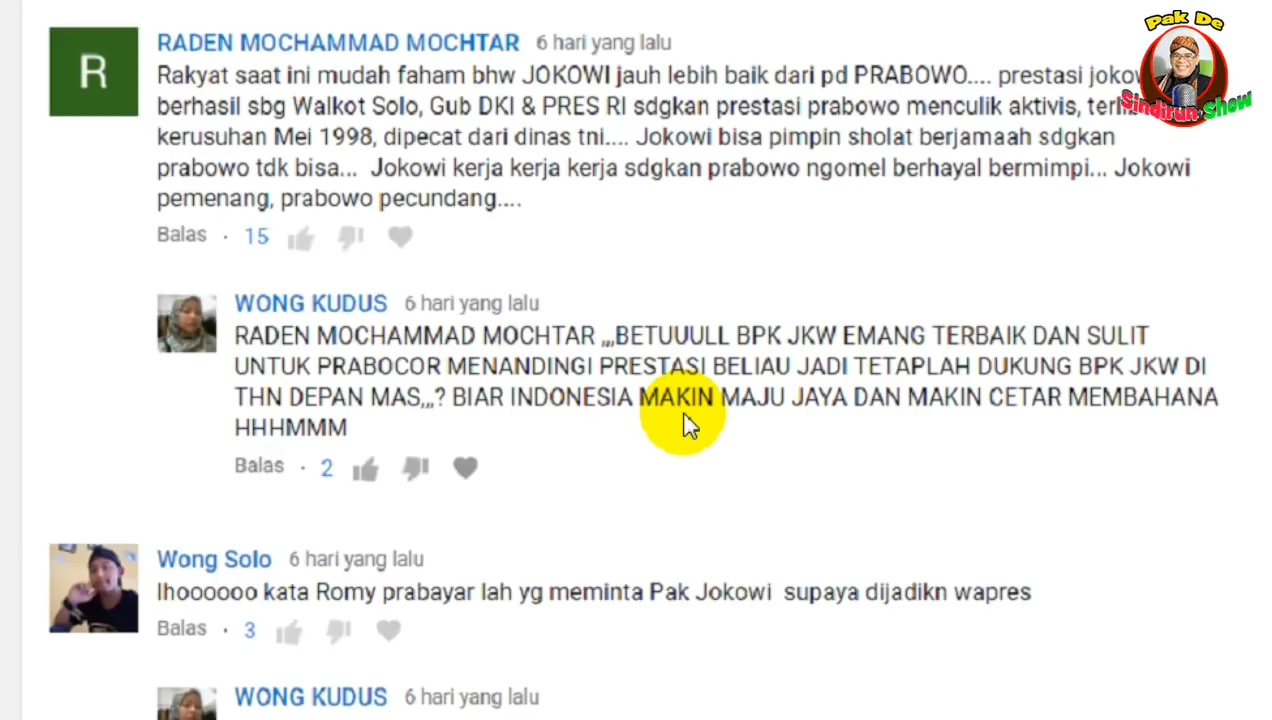 Pak De
Sindirun Show
RADEN MOCHAMMAD MOCHTAR 6 hari yang lalu
Rakyat saat ini mudah faham bhw JOKOWI jauh lebih baik dari pd PRABOWO.... prestasi
berhasil sbg Walkot Solo, Gub DKI & PRES RI sdgkan prestasi prabowo menculik aktivis,
kerusuhan Mei 1998, dipecat dari dinas tni.... Jokowi bisa pimpin sholat berjamaah sdgkan
prabowo tdk bisa... Jokowi kerja kerja kerja sdgkan prabowo ngomel berhayal bermimpi... Jokowi
pemenang, prabowo pecundang....
Balas · 15
WONG KUDUS 6 hari yang lalu
RADEN MOCHAMMAD MOCHTAR ,,,BETUUULL BPK JKW EMANG TERBAIK DAN SULIT
UNTUK PRABOCOR MENANDINGI PRESTASI BELIAU JADI TETAPLAH DUKUNG BPK JKW DI
THN DEPAN MAS,,,? BIAR INDONESIA MAKIN MAJU JAYA DAN MAKIN CETAR MEMBAHANA
HHHMMM
Balas · 2
Wong Solo 6 hari yang lalu
lhoooooo kata Romy prabayar lah yg meminta Pak Jokowi supaya dijadikn wapres
Balas · 3
WONG KUDUS 6 hari yang lalu
R